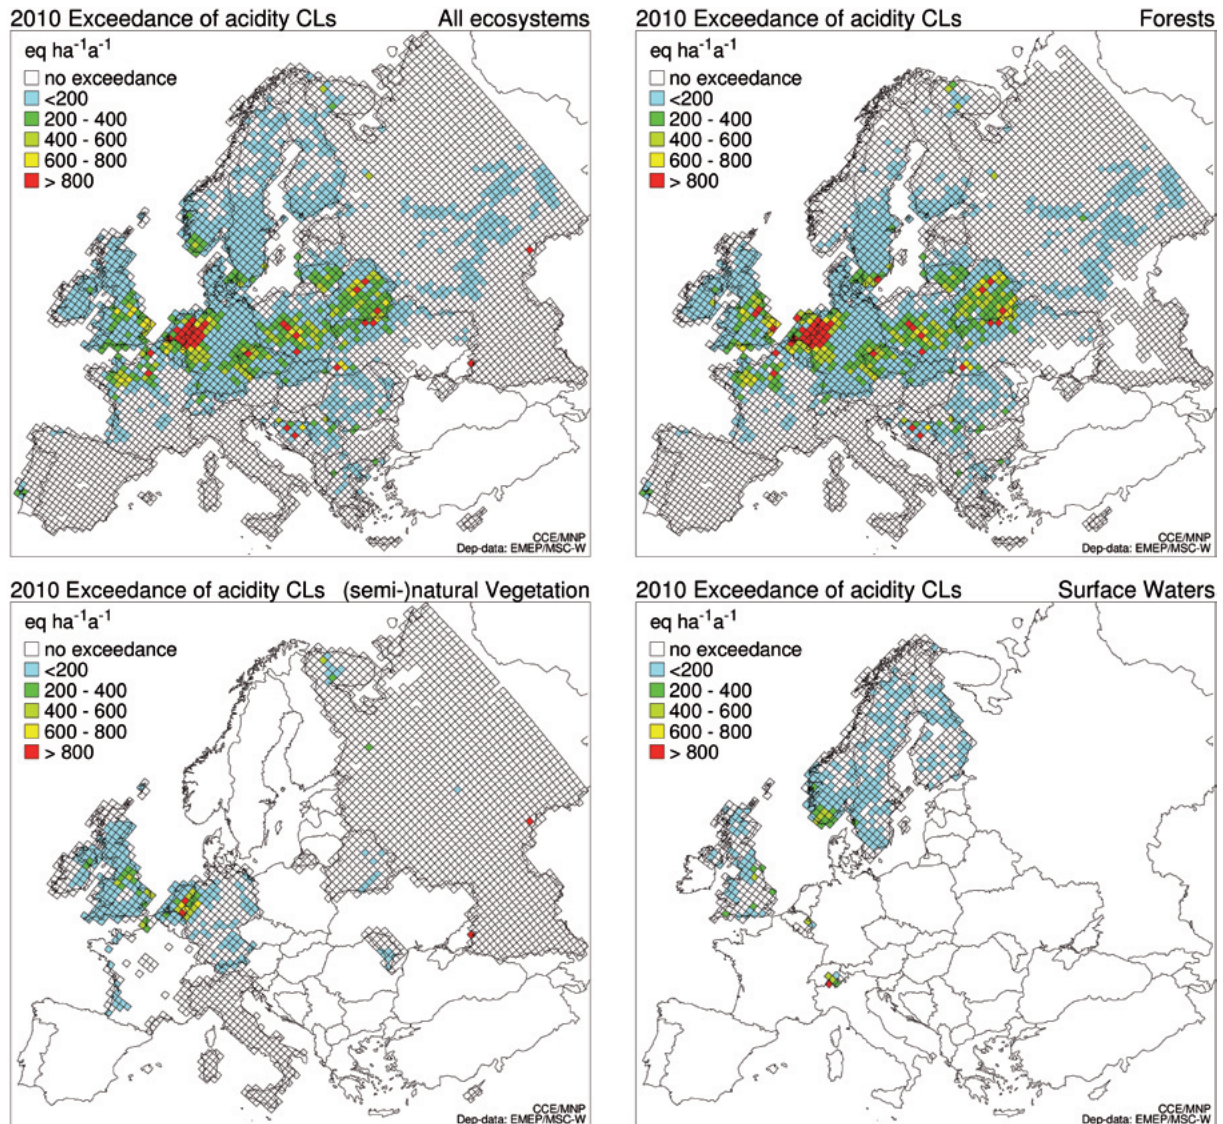 2010 Exceedance of acidity CLs All ecosystems
eq ha⁻¹a⁻¹
no exceedance
<200
200 - 400
400 - 600
600 - 800
> 800
CCE/MNP
Dep-data: EMEP/MSC-W
2010 Exceedance of acidity CLs Forests
eq ha⁻¹a⁻¹
no exceedance
<200
200 - 400
400 - 600
600 - 800
> 800
CCE/MNP
Dep-data: EMEP/MSC-W
2010 Exceedance of acidity CLs (semi-)natural Vegetation
eq ha⁻¹a⁻¹
no exceedance
<200
200 - 400
400 - 600
600 - 800
> 800
CCE/MNP
Dep-data: EMEP/MSC-W
2010 Exceedance of acidity CLs Surface Waters
eq ha⁻¹a⁻¹
no exceedance
<200
200 - 400
400 - 600
600 - 800
> 800
CCE/MNP
Dep-data: EMEP/MSC-W